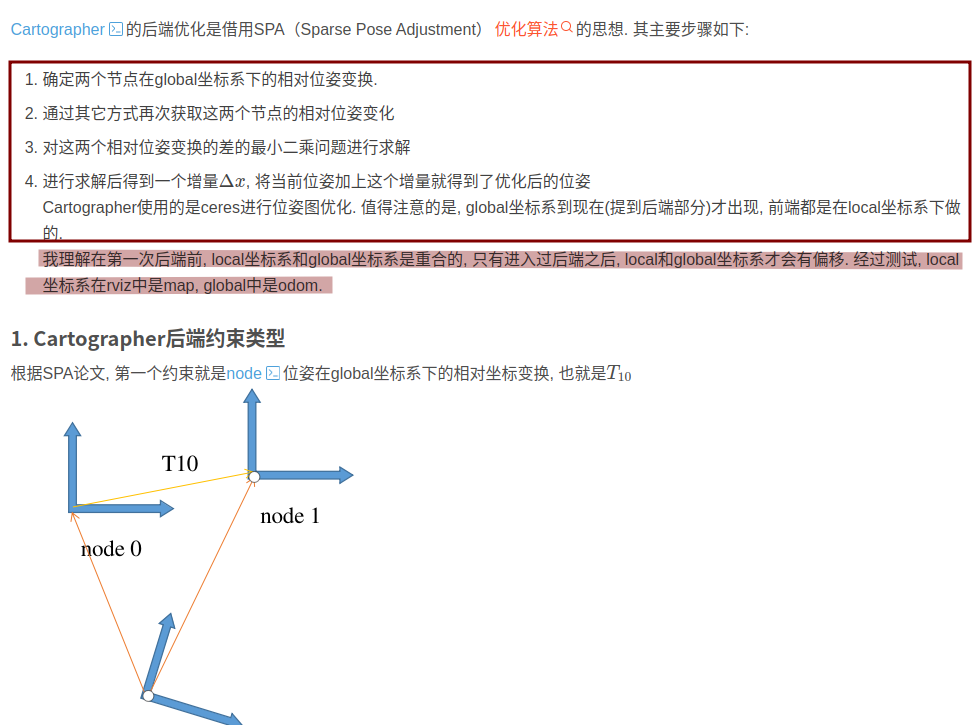 Cartographer的后端优化是借用SPA（Sparse Pose Adjustment） 优化算法的思想. 其主要步骤如下:
1. 确定两个节点在global坐标系下的相对位姿变换.
2. 通过其它方式再次获取这两个节点的相对位姿变化
3. 对这两个相对位姿变换的差的最小二乘问题进行求解
4. 进行求解后得到一个增量Δx, 将当前位姿加上这个增量就得到了优化后的位姿
Cartographer使用的是ceres进行位姿图优化. 值得注意的是, global坐标系到现在(提到后端部分)才出现, 前端都是在local坐标系下做
的.
我理解在第一次后端前, local坐标系和global坐标系是重合的, 只有进入过后端之后, local和global坐标系才会有偏移. 经过测试, local
坐标系在rviz中是map, global中是odom.
1. Cartographer后端约束类型
根据SPA论文, 第一个约束就是node位姿在global坐标系下的相对坐标变换, 也就是T10
T10
node 1
node 0